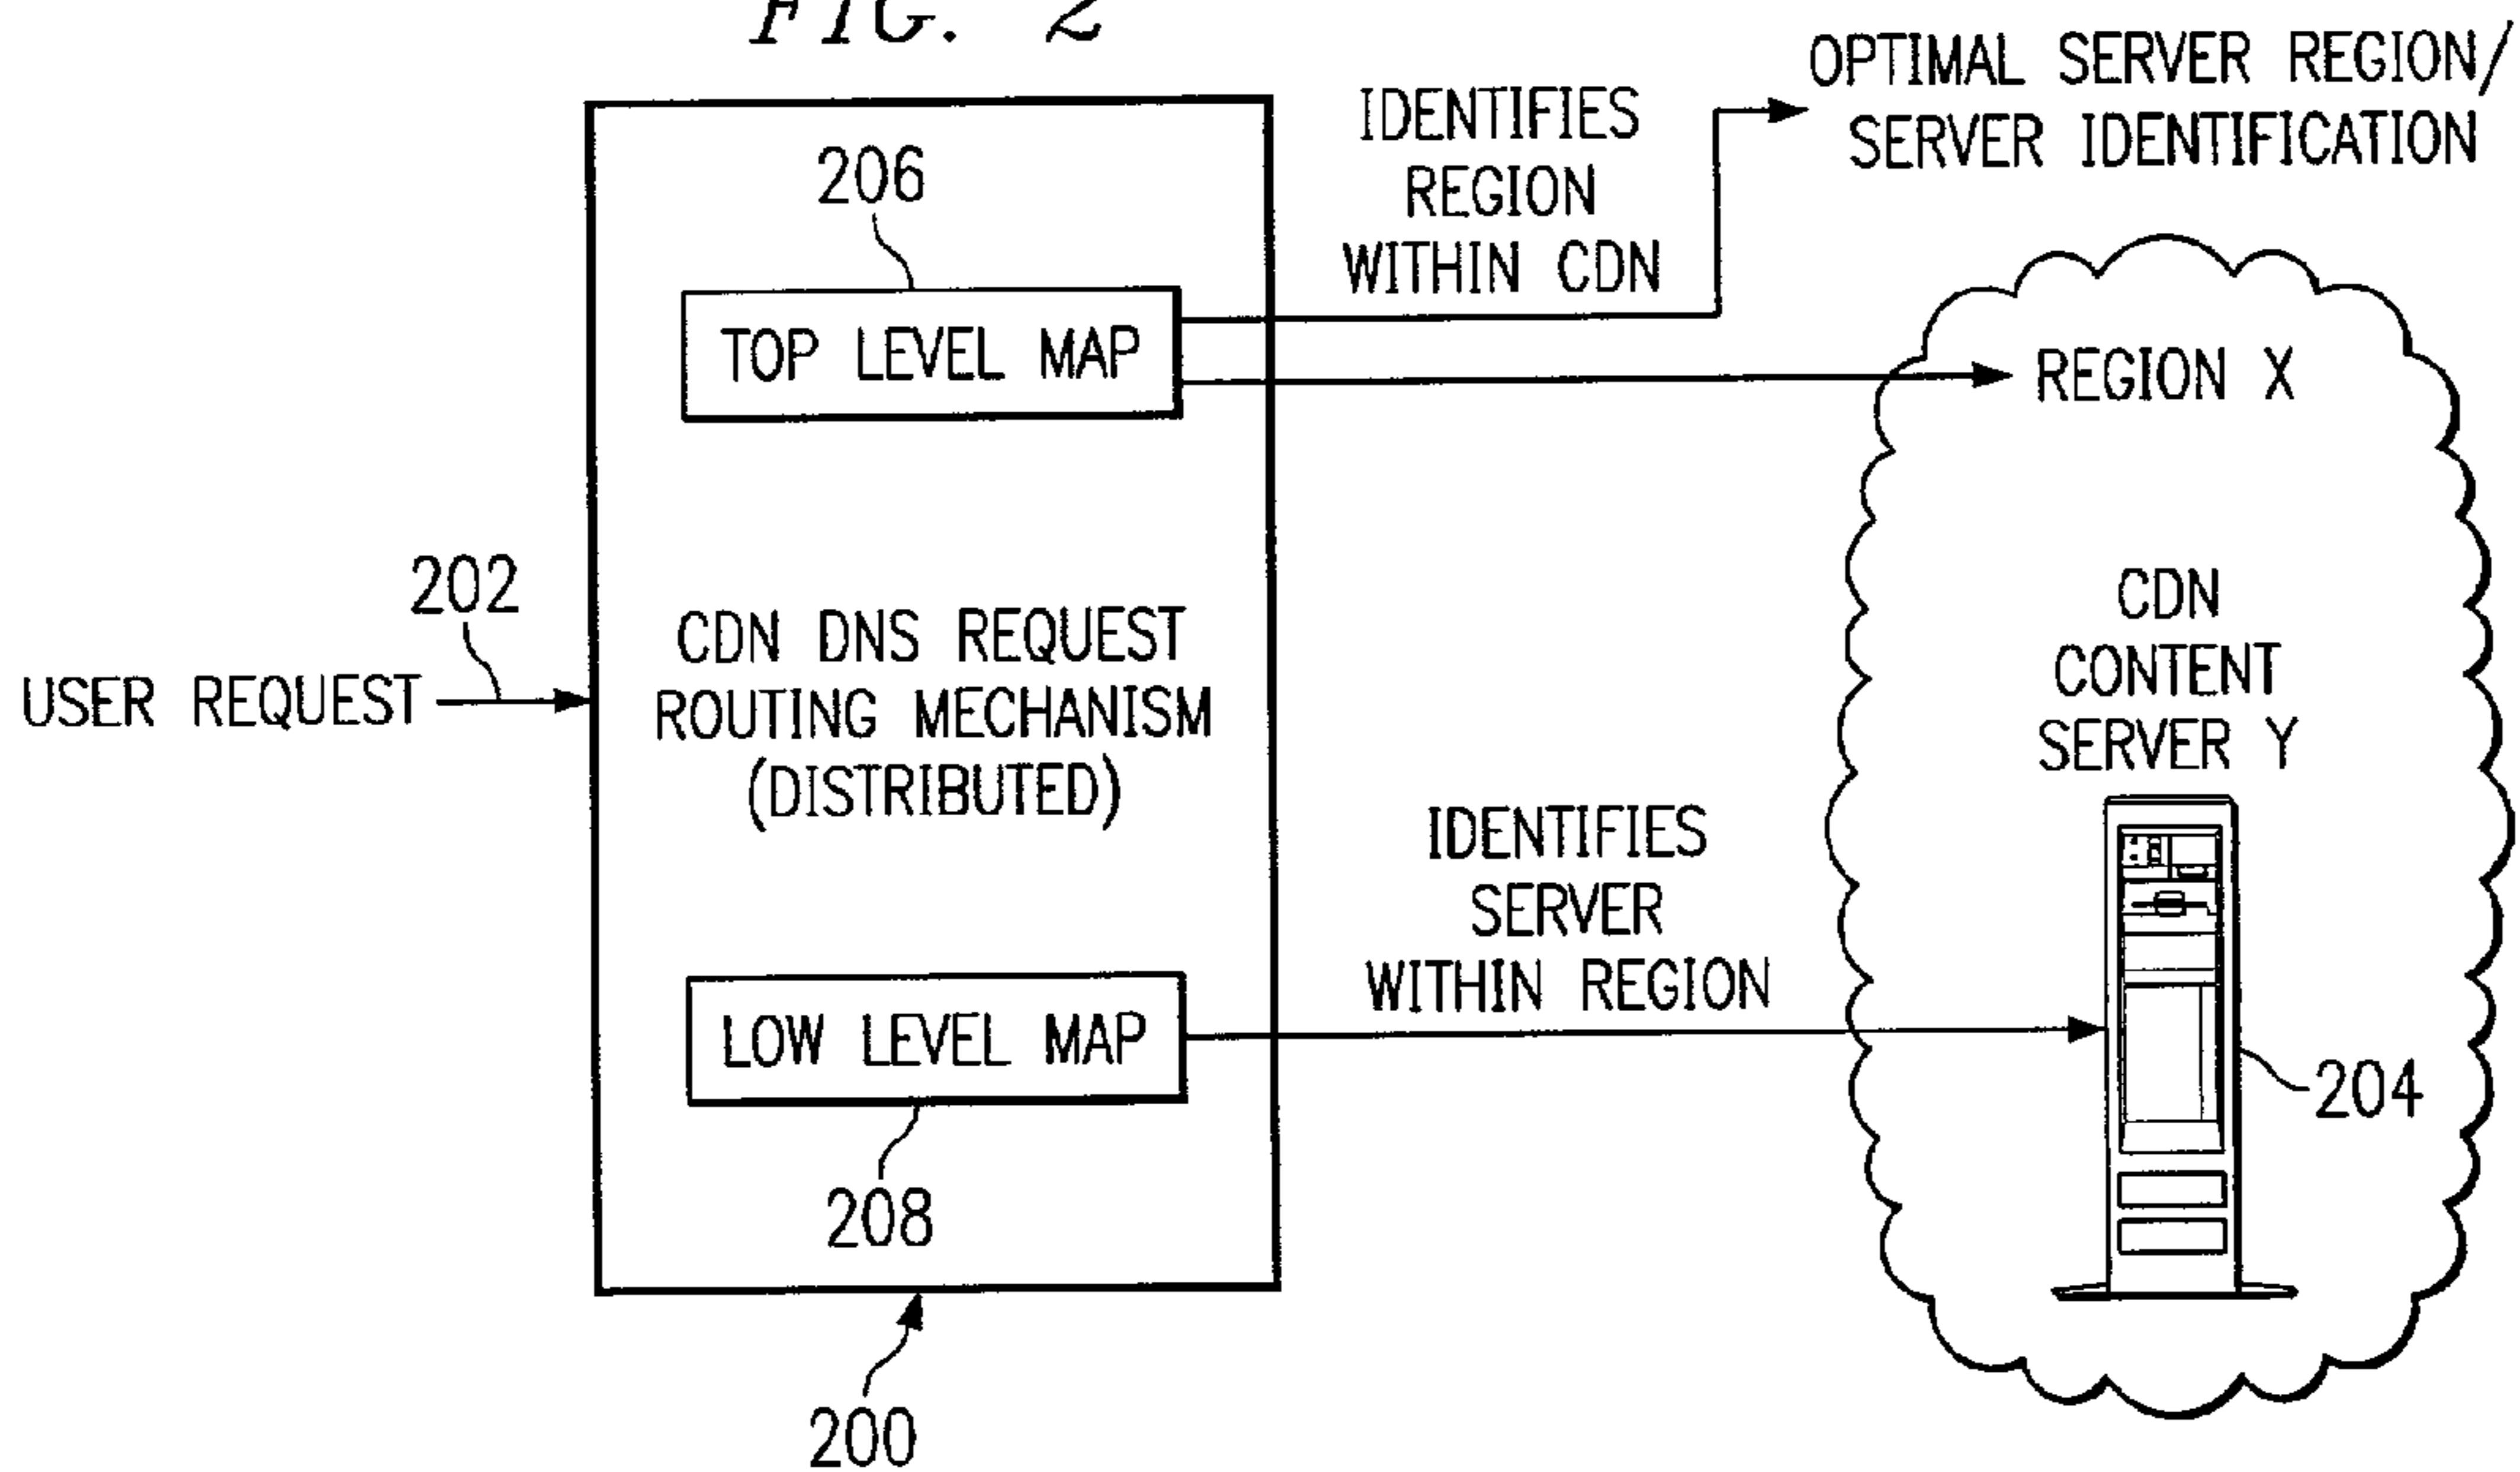 FIG. 2
OPTIMAL SERVER REGION/
SERVER IDENTIFICATION
IDENTIFIES
REGION
WITHIN CDN
206
TOP LEVEL MAP
REGION X
202
USER REQUEST
CDN DNS REQUEST
ROUTING MECHANISM
(DISTRIBUTED)
CDN
CONTENT
SERVER Y
IDENTIFIES
SERVER
WITHIN REGION
LOW LEVEL MAP
204
208
200